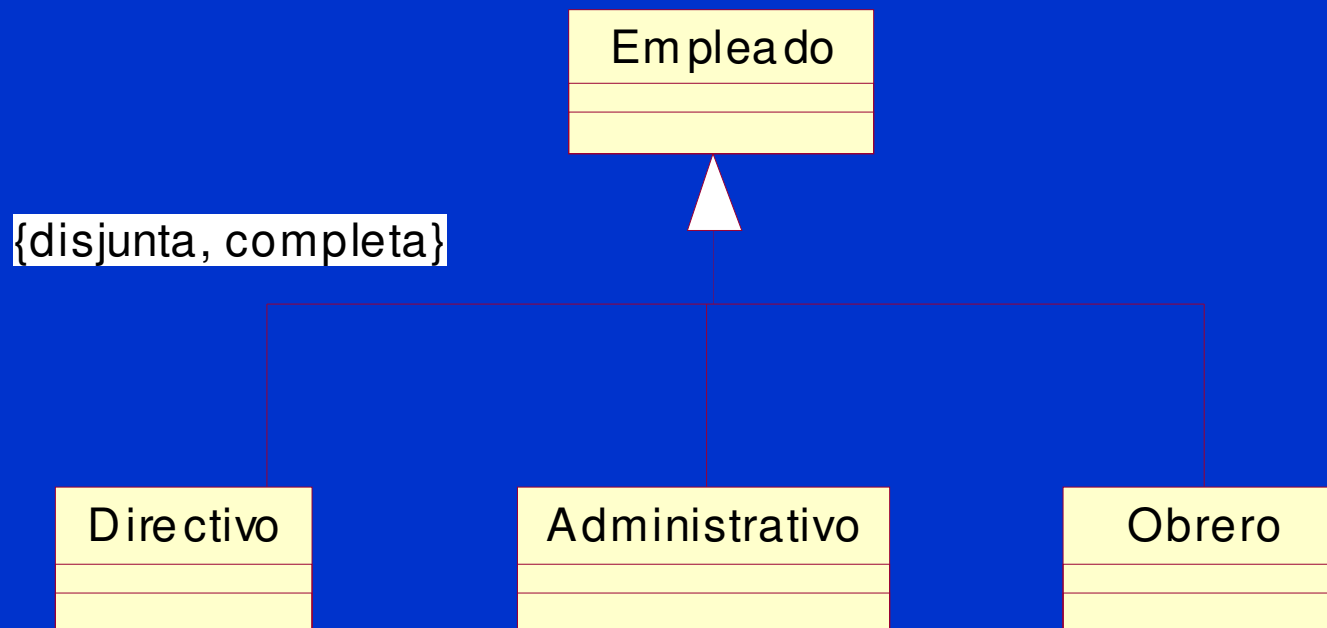 Empleado
{disjunta, completa}
Directivo
Administrativo
Obrero